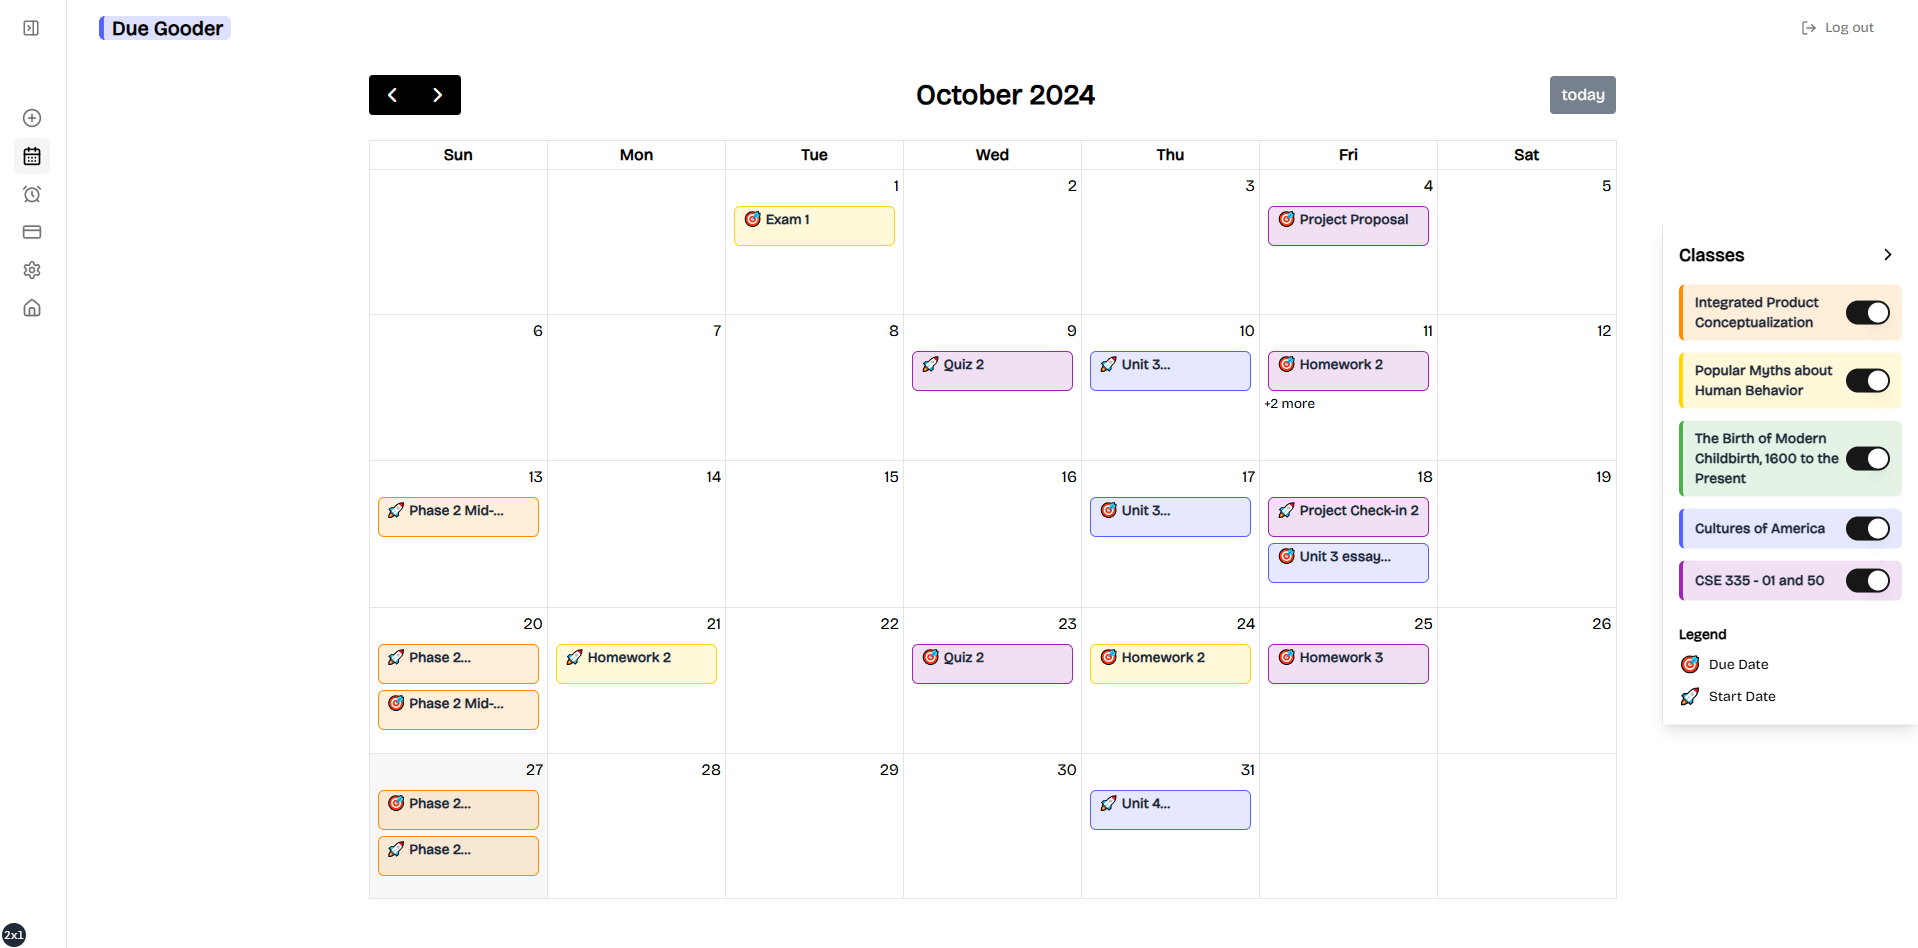 Due Gooder
Log out
October 2024
today
Sun Mon Tue Wed Thu Fri Sat
1 2 3 4 5
Exam 1
Project Proposal
6 7 8 9 10 11 12
Quiz 2
Unit 3...
Homework 2
+2 more
13 14 15 16 17 18 19
Phase 2 Mid-...
Unit 3...
Project Check-in 2
Unit 3 essay...
20 21 22 23 24 25 26
Phase 2...
Homework 2
Quiz 2
Homework 2
Homework 3
Phase 2 Mid-...
27 28 29 30 31
Phase 2...
Unit 4...
Phase 2...
Classes
Integrated Product
Conceptualization
Popular Myths about
Human Behavior
The Birth of Modern
Childbirth, 1600 to the
Present
Cultures of America
CSE 335 - 01 and 50
Legend
Due Date
Start Date
2xl